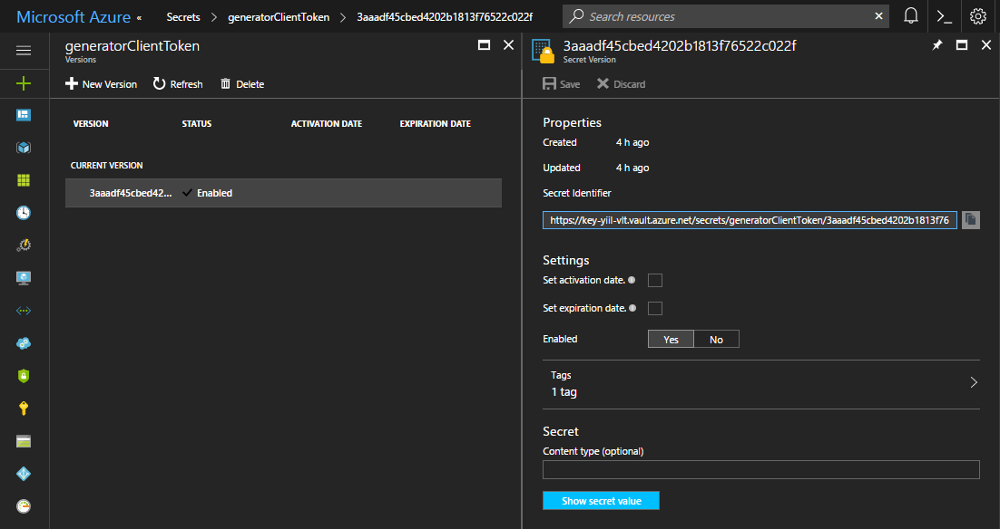 Microsoft Azure « Secrets > generatorClientToken > 3aaadf45cbed4202b1813f76522c022f Search resources
generatorClientToken
Versions
New Version Refresh Delete
VERSION STATUS ACTIVATION DATE EXPIRATION DATE
CURRENT VERSION
3aaadf45cbed42... Enabled
3aaadf45cbed4202b1813f76522c022f
Secret Version
Save Discard
Properties
Created 4 h ago
Updated 4 h ago
Secret Identifier
https://key-yiil-vlt.vault.azure.net/secrets/generatorClientToken/3aaadf45cbed4202b1813f76
Settings
Set activation date.
Set expiration date.
Enabled Yes No
Tags
1 tag
Secret
Content type (optional)
Show secret value